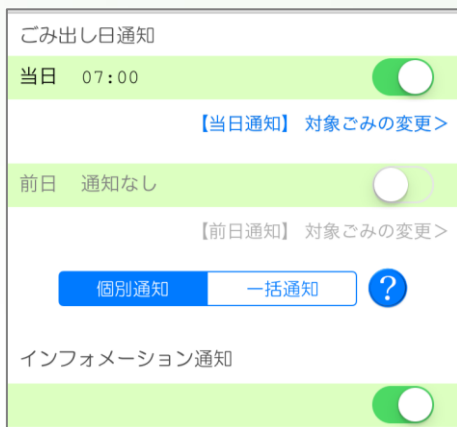 ごみ出し日通知
当日 07:00
【当日通知】 対象ごみの変更＞
前日 通知なし
【前日通知】 対象ごみの変更＞
個別通知 一括通知 ?
インフォメーション通知